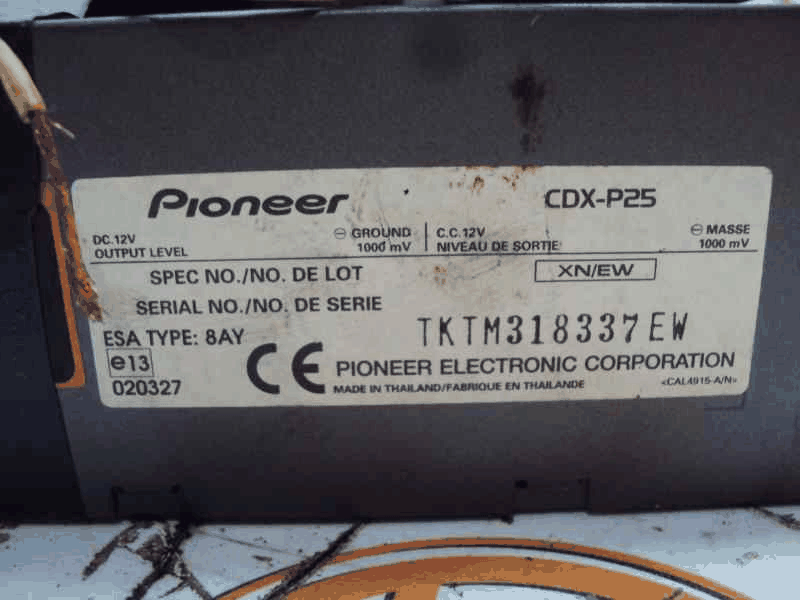 Pioneer CDX-P25
DC.12V ⊖ GROUND C.C.12V ⊖ MASSE
OUTPUT LEVEL 1000 mV NIVEAU DE SORTIE 1000 mV
SPEC NO./NO. DE LOT XN/EW
SERIAL NO./NO. DE SERIE
ESA TYPE: 8AY TKTM318337EW
e13 CE PIONEER ELECTRONIC CORPORATION
020327 MADE IN THAILAND/FABRIQUE EN THAILANDE <CAL4915-A/N>